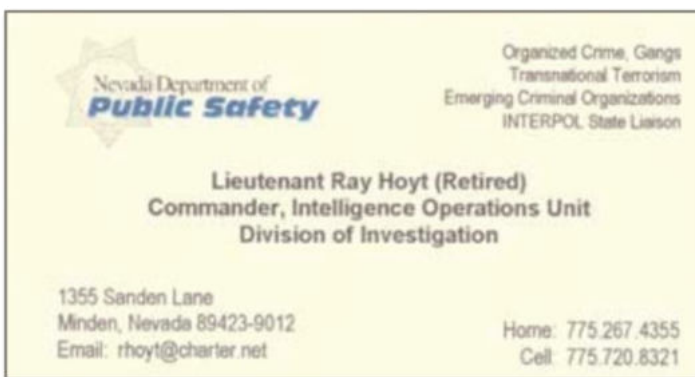 Nevada Department of
Public Safety
Organized Crime, Gangs
Transnational Terrorism
Emerging Criminal Organizations
INTERPOL State Liaison
Lieutenant Ray Hoyt (Retired)
Commander, Intelligence Operations Unit
Division of Investigation
1355 Sanden Lane
Minden, Nevada 89423-9012
Email: rhoyt@charter.net
Home: 775.267.4355
Cell: 775.720.8321